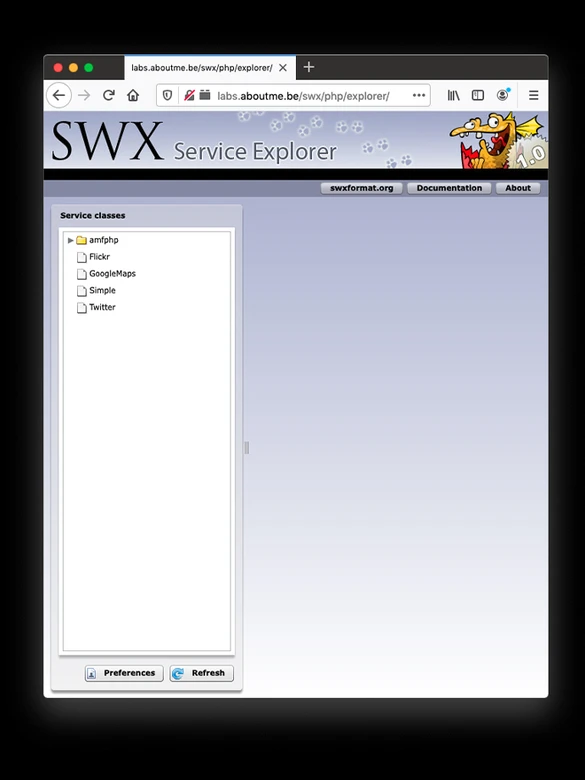 labs.aboutme.be/swx/php/explorer/
labs.aboutme.be/swx/php/explorer/
SWX Service Explorer
1.0
swxformat.org Documentation About
Service classes
amfphp
Flickr
GoogleMaps
Simple
Twitter
Preferences Refresh